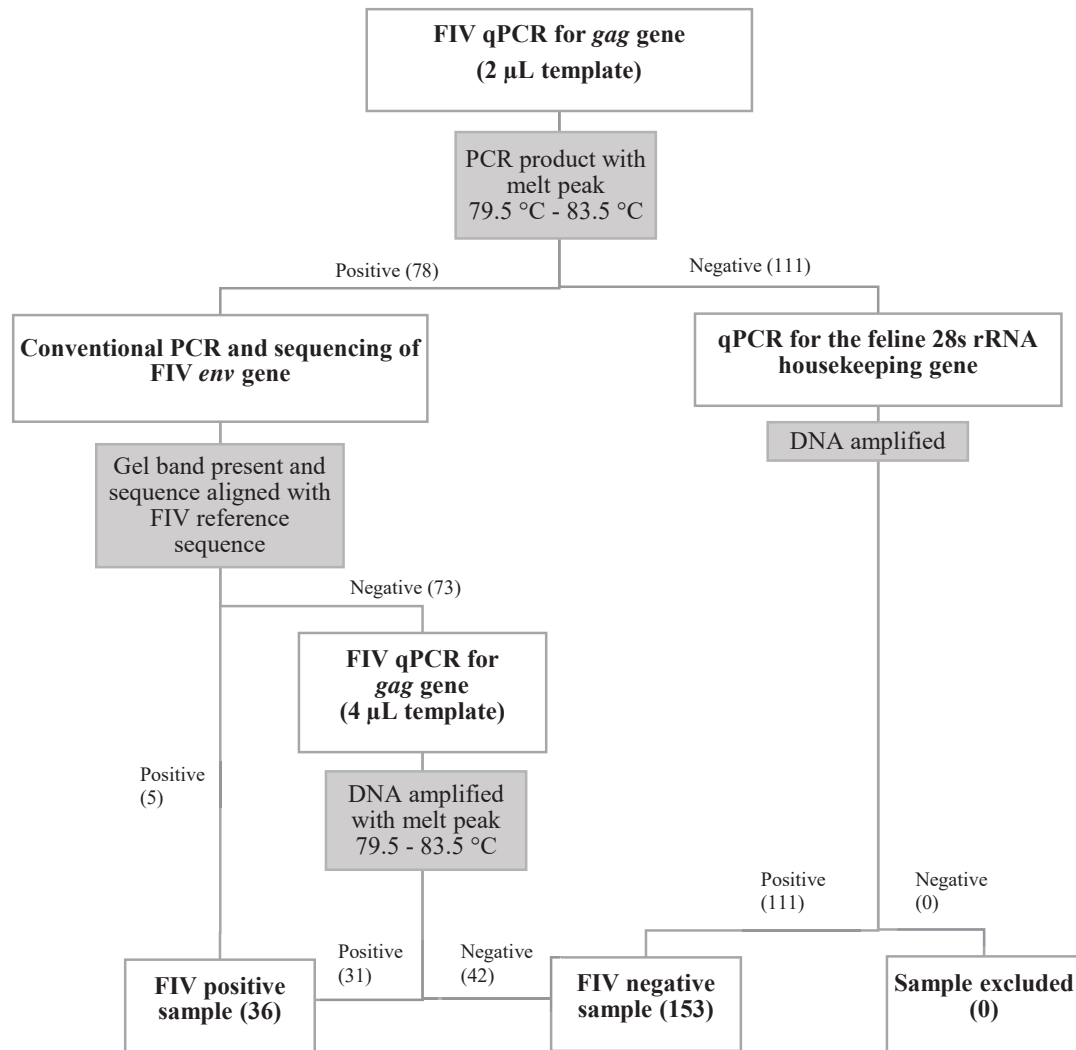 FIV qPCR for gag gene
(2 µL template)
PCR product with
melt peak
79.5 °C - 83.5 °C
Positive (78)
Negative (111)
Conventional PCR and sequencing of
FIV env gene
qPCR for the feline 28s rRNA
housekeeping gene
Gel band present and
sequence aligned with
FIV reference
sequence
DNA amplified
Negative (73)
FIV qPCR for
gag gene
(4 µL template)
Positive
(5)
DNA amplified
with melt peak
79.5 - 83.5 °C
Positive
(111)
Negative
(0)
Positive
(31)
Negative
(42)
FIV positive
sample (36)
FIV negative
sample (153)
Sample excluded
(0)